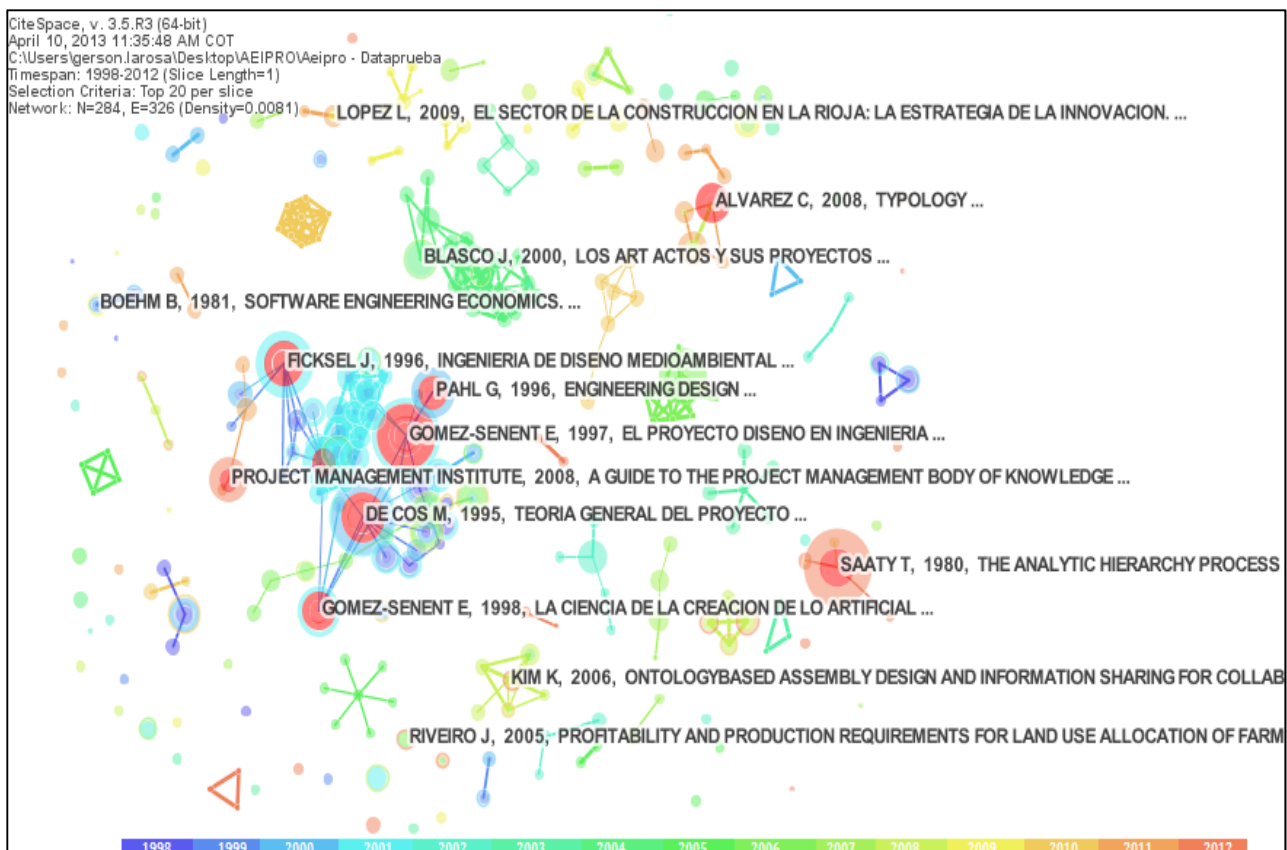 CiteSpace, v. 3.5.R3 (64-bit)
April 10, 2013 11:35:48 AM COT
C:\Users\gerson.larosa\Desktop\AEIPRO\Aeipro - Dataprueba
Timespan: 1998-2012 (Slice Length=1)
Selection Criteria: Top 20 per slice
Network: N=284, E=326 (Density=0.0081)
LOPEZ L, 2009, EL SECTOR DE LA CONSTRUCCION EN LA RIOJA: LA ESTRATEGIA DE LA INNOVACION. ...
ALVAREZ C, 2008, TYPOLOGY ...
BLASCO J, 2000, LOS ART ACTOS Y SUS PROYECTOS ...
BOEHM B, 1981, SOFTWARE ENGINEERING ECONOMICS. ...
FICKSEL J, 1996, INGENIERIA DE DISENO MEDIOAMBIENTAL ...
PAHL G, 1996, ENGINEERING DESIGN ...
GOMEZ-SENENT E, 1997, EL PROYECTO DISENO EN INGENIERIA ...
PROJECT MANAGEMENT INSTITUTE, 2008, A GUIDE TO THE PROJECT MANAGEMENT BODY OF KNOWLEDGE ...
DE COS M, 1995, TEORIA GENERAL DEL PROYECTO ...
SAATY T, 1980, THE ANALYTIC HIERARCHY PROCESS
GOMEZ-SENENT E, 1998, LA CIENCIA DE LA CREACION DE LO ARTIFICIAL ...
KIM K, 2006, ONTOLOGYBASED ASSEMBLY DESIGN AND INFORMATION SHARING FOR COLLAB
RIVEIRO J, 2005, PROFITABILITY AND PRODUCTION REQUIREMENTS FOR LAND USE ALLOCATION OF FARM
1998 1999 2000 2001 2002 2003 2004 2005 2006 2007 2008 2009 2010 2011 2012